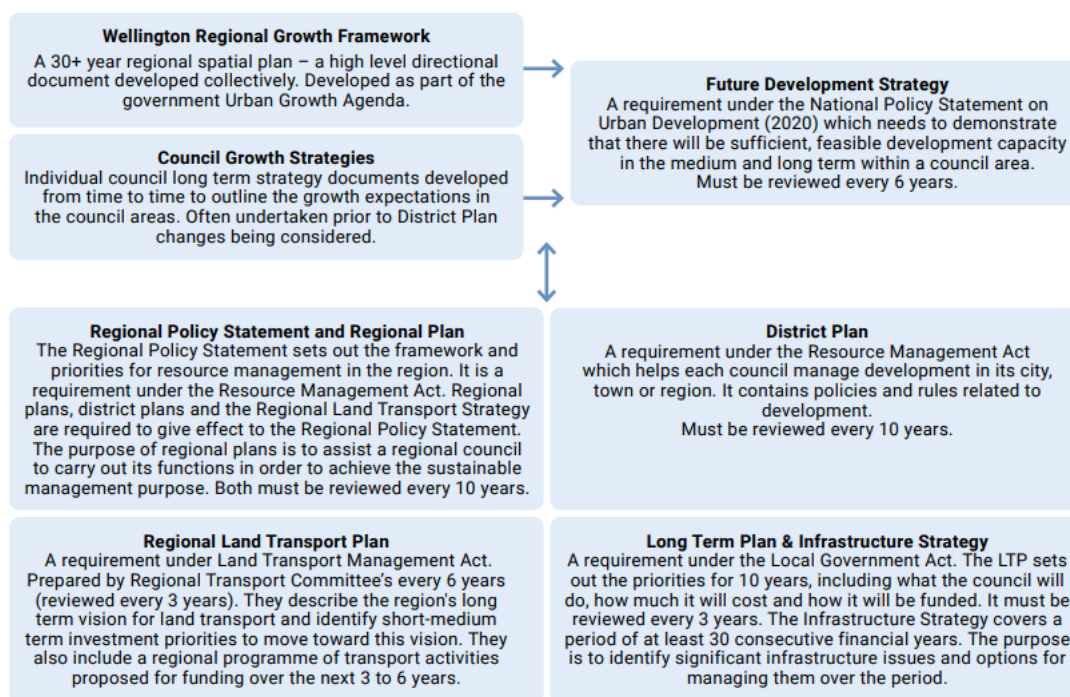 Wellington Regional Growth Framework
A 30+ year regional spatial plan – a high level directional
document developed collectively. Developed as part of the
government Urban Growth Agenda.
Council Growth Strategies
Individual council long term strategy documents developed
from time to time to outline the growth expectations in
the council areas. Often undertaken prior to District Plan
changes being considered.
Future Development Strategy
A requirement under the National Policy Statement on
Urban Development (2020) which needs to demonstrate
that there will be sufficient, feasible development capacity
in the medium and long term within a council area.
Must be reviewed every 6 years.
Regional Policy Statement and Regional Plan
The Regional Policy Statement sets out the framework and
priorities for resource management in the region. It is a
requirement under the Resource Management Act. Regional
plans, district plans and the Regional Land Transport Strategy
are required to give effect to the Regional Policy Statement.
The purpose of regional plans is to assist a regional council
to carry out its functions in order to achieve the sustainable
management purpose. Both must be reviewed every 10 years.
District Plan
A requirement under the Resource Management Act
which helps each council manage development in its city,
town or region. It contains policies and rules related to
development.
Must be reviewed every 10 years.
Regional Land Transport Plan
A requirement under Land Transport Management Act.
Prepared by Regional Transport Committee’s every 6 years
(reviewed every 3 years). They describe the region's long
term vision for land transport and identify short-medium
term investment priorities to move toward this vision. They
also include a regional programme of transport activities
proposed for funding over the next 3 to 6 years.
Long Term Plan & Infrastructure Strategy
A requirement under the Local Government Act. The LTP sets
out the priorities for 10 years, including what the council will
do, how much it will cost and how it will be funded. It must be
reviewed every 3 years. The Infrastructure Strategy covers a
period of at least 30 consecutive financial years. The purpose
is to identify significant infrastructure issues and options for
managing them over the period.